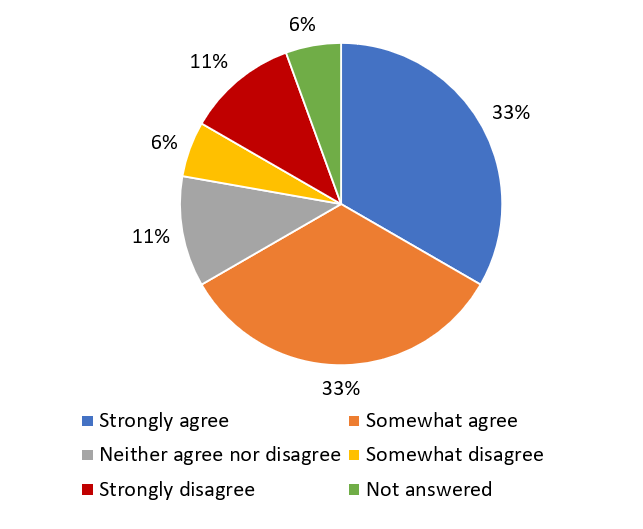 6%
11%
33%
6%
11%
33%
Strongly agree
Somewhat agree
Neither agree nor disagree
Somewhat disagree
Strongly disagree
Not answered